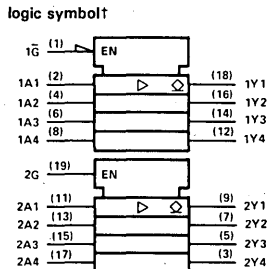 logic symbol†
1G̅ (1) EN
1A1 (2) ▷ ◇ (18) 1Y1
1A2 (4) (16) 1Y2
1A3 (6) (14) 1Y3
1A4 (8) (12) 1Y4
2G (19) EN
2A1 (11) ▷ ◇ (9) 2Y1
2A2 (13) (7) 2Y2
2A3 (15) (5) 2Y3
2A4 (17) (3) 2Y4